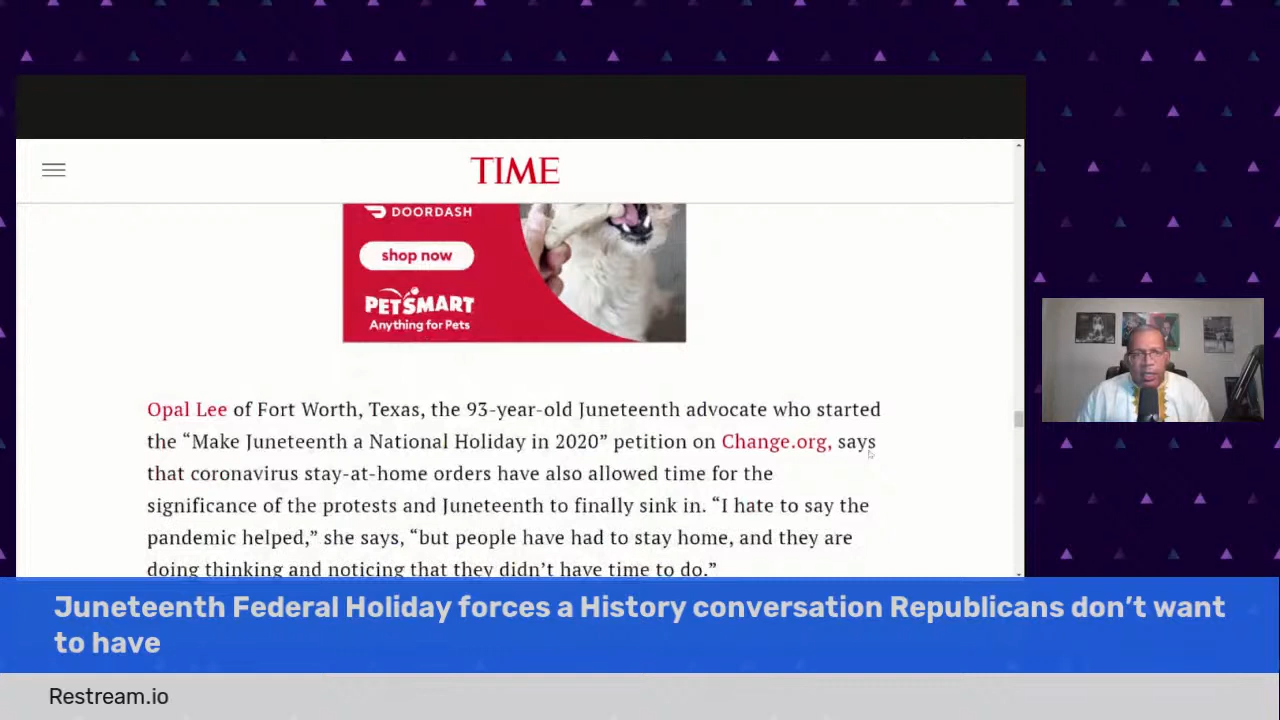 TIME
DOORDASH
shop now
PETSMART
Anything for Pets
Opal Lee of Fort Worth, Texas, the 93-year-old Juneteenth advocate who started
the “Make Juneteenth a National Holiday in 2020” petition on Change.org, says
that coronavirus stay-at-home orders have also allowed time for the
significance of the protests and Juneteenth to finally sink in. “I hate to say the
pandemic helped,” she says, “but people have had to stay home, and they are
doing thinking and noticing that they didn’t have time to do.”
Juneteenth Federal Holiday forces a History conversation Republicans don’t want
to have
Restream.io